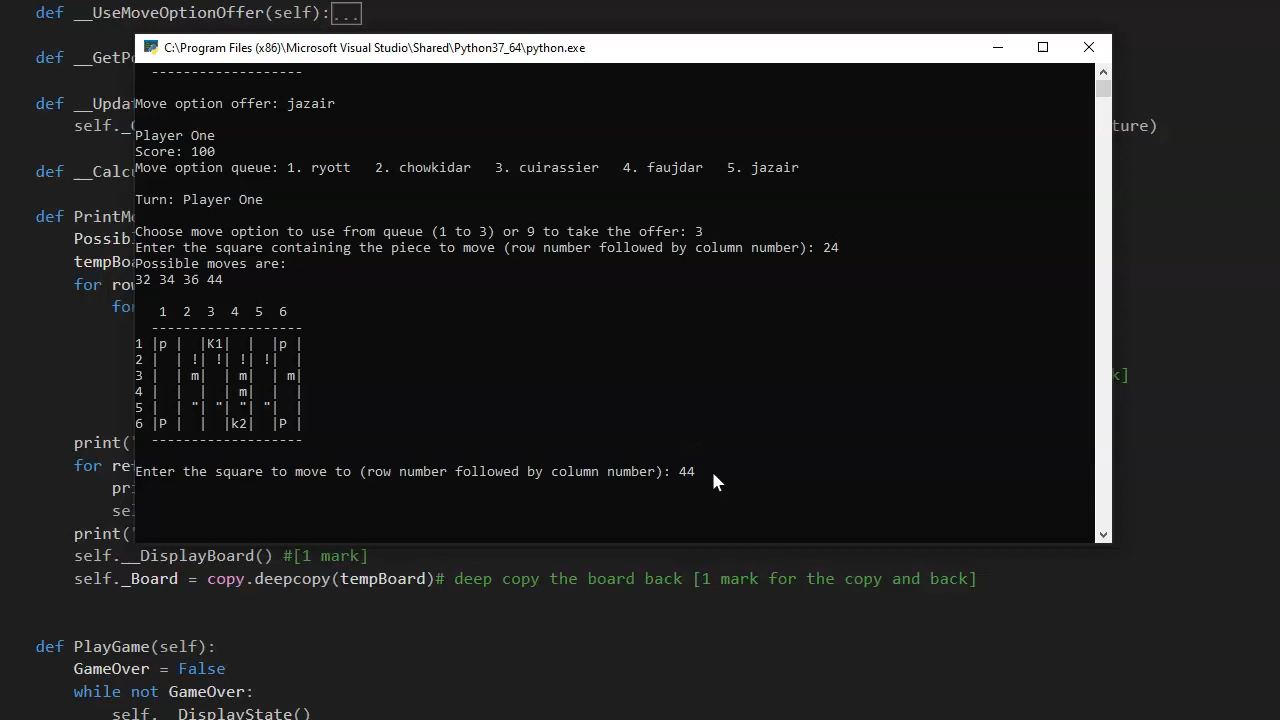 def __UseMoveOptionOffer(self):...
C:\Program Files (x86)\Microsoft Visual Studio\Shared\Python37_64\python.exe
def __GetPo
def __Upda
self._C
ture)
def __Calcu
def PrintMo
Possib
tempBoa
for row
for
k]
print('
for re
pri
sel
print('
-------------------
Move option offer: jazair
Player One
Score: 100
Move option queue: 1. ryott   2. chowkidar   3. cuirassier   4. faujdar   5. jazair
Turn: Player One
Choose move option to use from queue (1 to 3) or 9 to take the offer: 3
Enter the square containing the piece to move (row number followed by column number): 24
Possible moves are:
32 34 36 44
1  2  3  4  5  6
-------------------
1 |p |  |K1|  |  |p |
2 |  | !| !| !| !|  |
3 |  | m|  | m|  | m|
4 |  |  |  | m|  |  |
5 |  | "| "| "| "|  |
6 |P |  |  |k2|  |P |
-------------------
Enter the square to move to (row number followed by column number): 44
self.__DisplayBoard() #[1 mark]
self._Board = copy.deepcopy(tempBoard)# deep copy the board back [1 mark for the copy and back]
def PlayGame(self):
GameOver = False
while not GameOver:
self.__DisplayState()